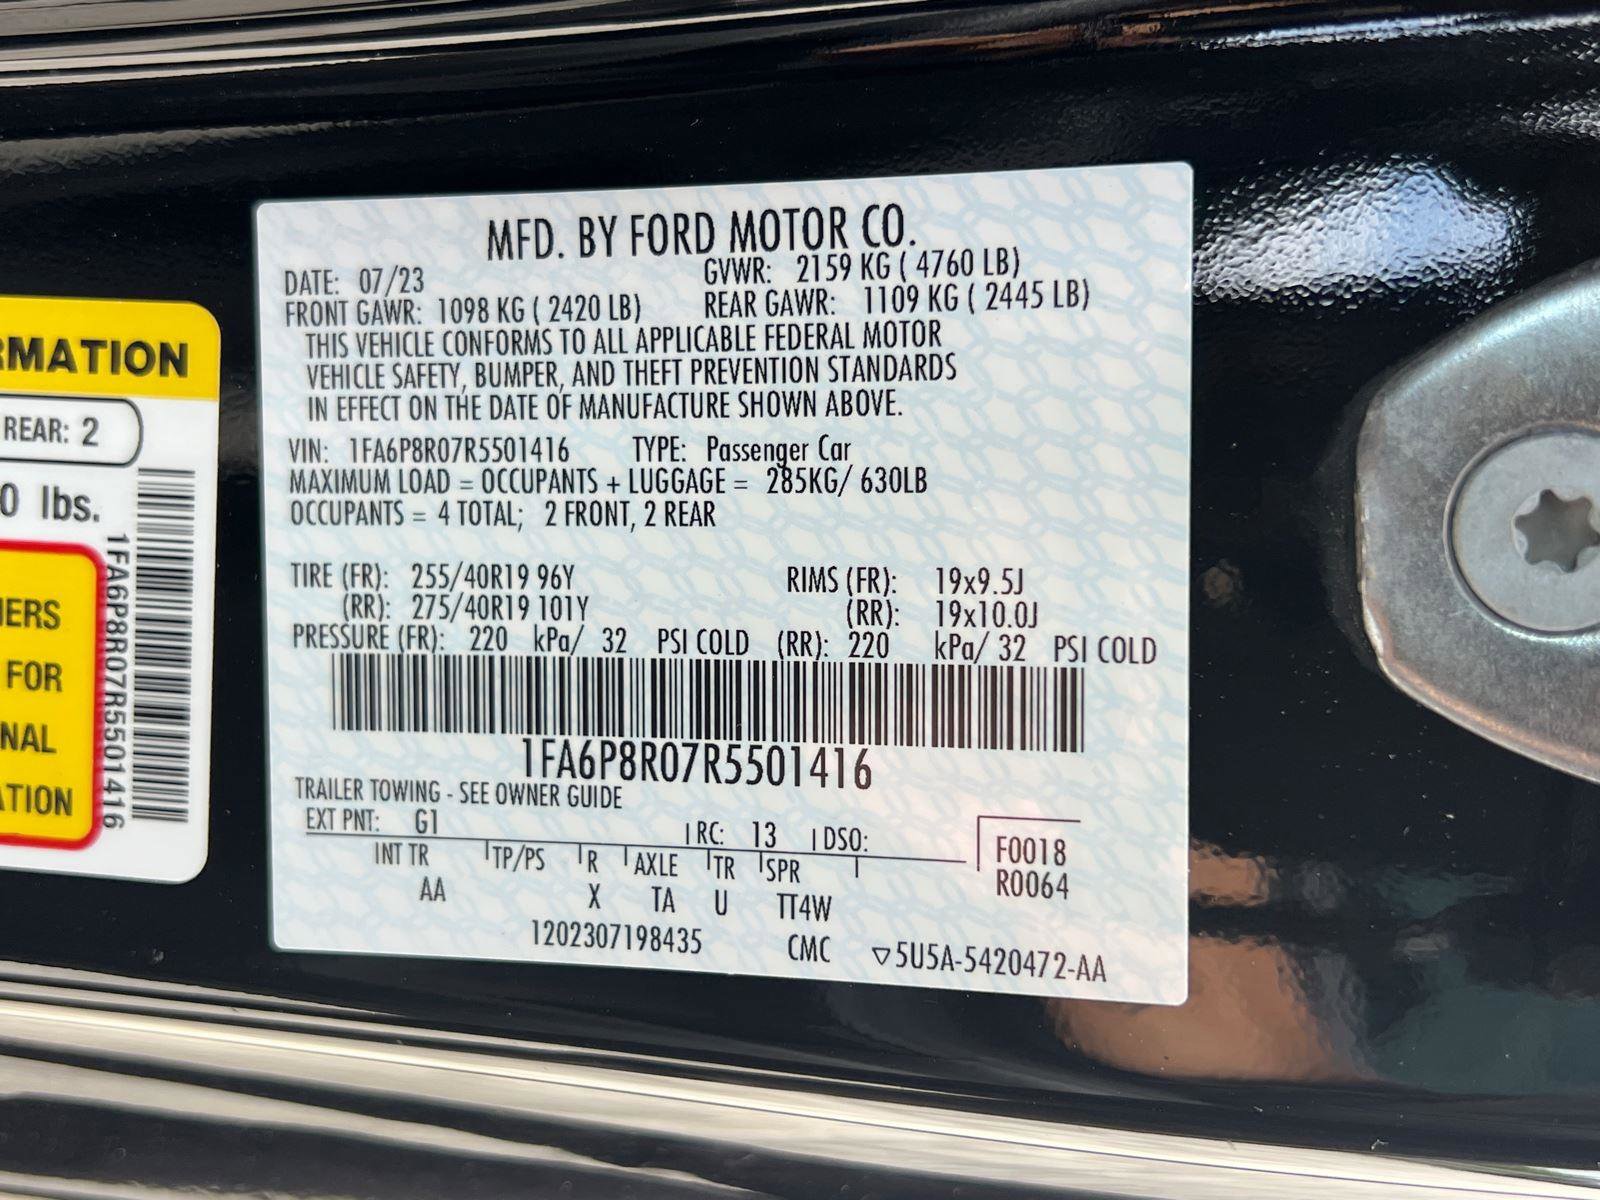 MFD. BY FORD MOTOR CO.
DATE: 07/23 GVWR: 2159 KG ( 4760 LB)
FRONT GAWR: 1098 KG ( 2420 LB) REAR GAWR: 1109 KG ( 2445 LB)
THIS VEHICLE CONFORMS TO ALL APPLICABLE FEDERAL MOTOR
VEHICLE SAFETY, BUMPER, AND THEFT PREVENTION STANDARDS
IN EFFECT ON THE DATE OF MANUFACTURE SHOWN ABOVE.
VIN: 1FA6P8R07R5501416 TYPE: Passenger Car
MAXIMUM LOAD = OCCUPANTS + LUGGAGE = 285KG/ 630LB
OCCUPANTS = 4 TOTAL; 2 FRONT, 2 REAR
TIRE (FR): 255/40R19 96Y RIMS (FR): 19x9.5J
(RR): 275/40R19 101Y (RR): 19x10.0J
PRESSURE (FR): 220 kPa/ 32 PSI COLD (RR): 220 kPa/ 32 PSI COLD
1FA6P8R07R5501416
TRAILER TOWING - SEE OWNER GUIDE
EXT PNT: G1 RC: 13 DSO:
INT TR TP/PS R AXLE TR SPR
AA X TA U TT4W
F0018
R0064
1202307198435 CMC ▽5U5A-5420472-AA
RMATION
REAR: 2
0 lbs.
IERS
FOR
NAL
ATION
1FA6P8R07R5501416